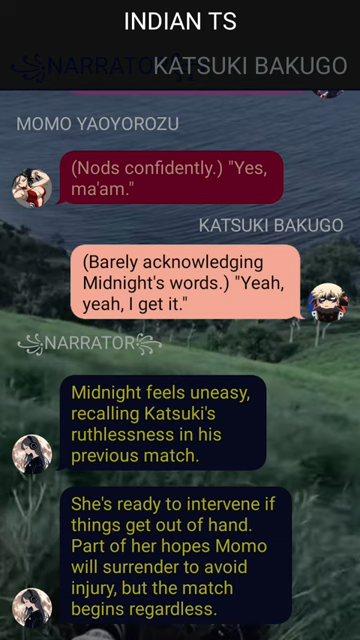 INDIAN TS
꧁NARRATOR꧂
KATSUKI BAKUGO
MOMO YAOYOROZU
(Nods confidently.) "Yes,
ma'am."
KATSUKI BAKUGO
(Barely acknowledging
Midnight's words.) "Yeah,
yeah, I get it."
꧁NARRATOR꧂
Midnight feels uneasy,
recalling Katsuki's
ruthlessness in his
previous match.
She's ready to intervene if
things get out of hand.
Part of her hopes Momo
will surrender to avoid
injury, but the match
begins regardless.